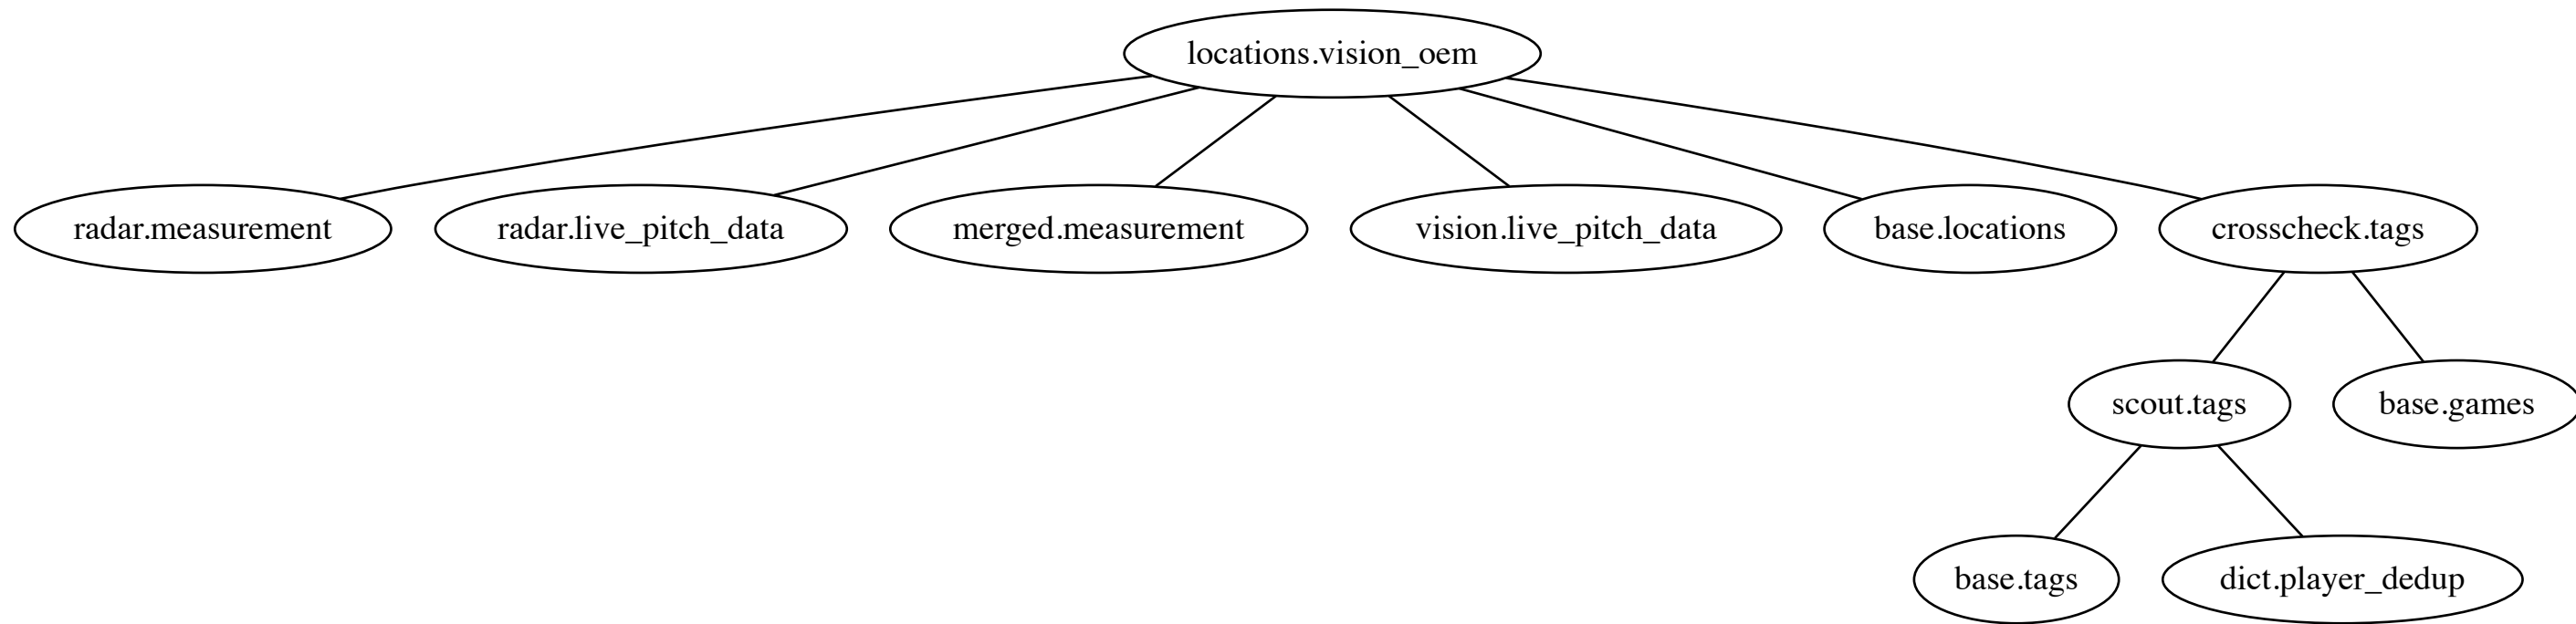 locations.vision_oem
radar.measurement
radar.live_pitch_data
merged.measurement
vision.live_pitch_data
base.locations
crosscheck.tags
scout.tags
base.games
base.tags
dict.player_dedup